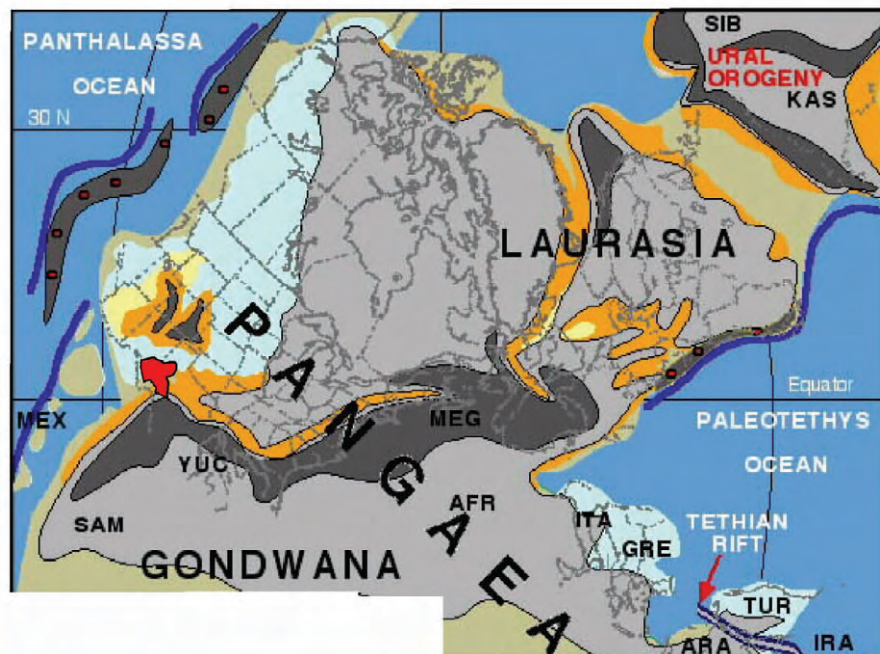 PANTHALASSA
OCEAN
SIB
URAL
OROGENY
KAS
30 N
LAURASIA
PANGAEA
Equator
MEX
MEG
PALEOTETHYS
OCEAN
YUC
AFR
SAM
ITA
TETHIAN
RIFT
GRE
GONDWANA
TUR
ARA
IRA